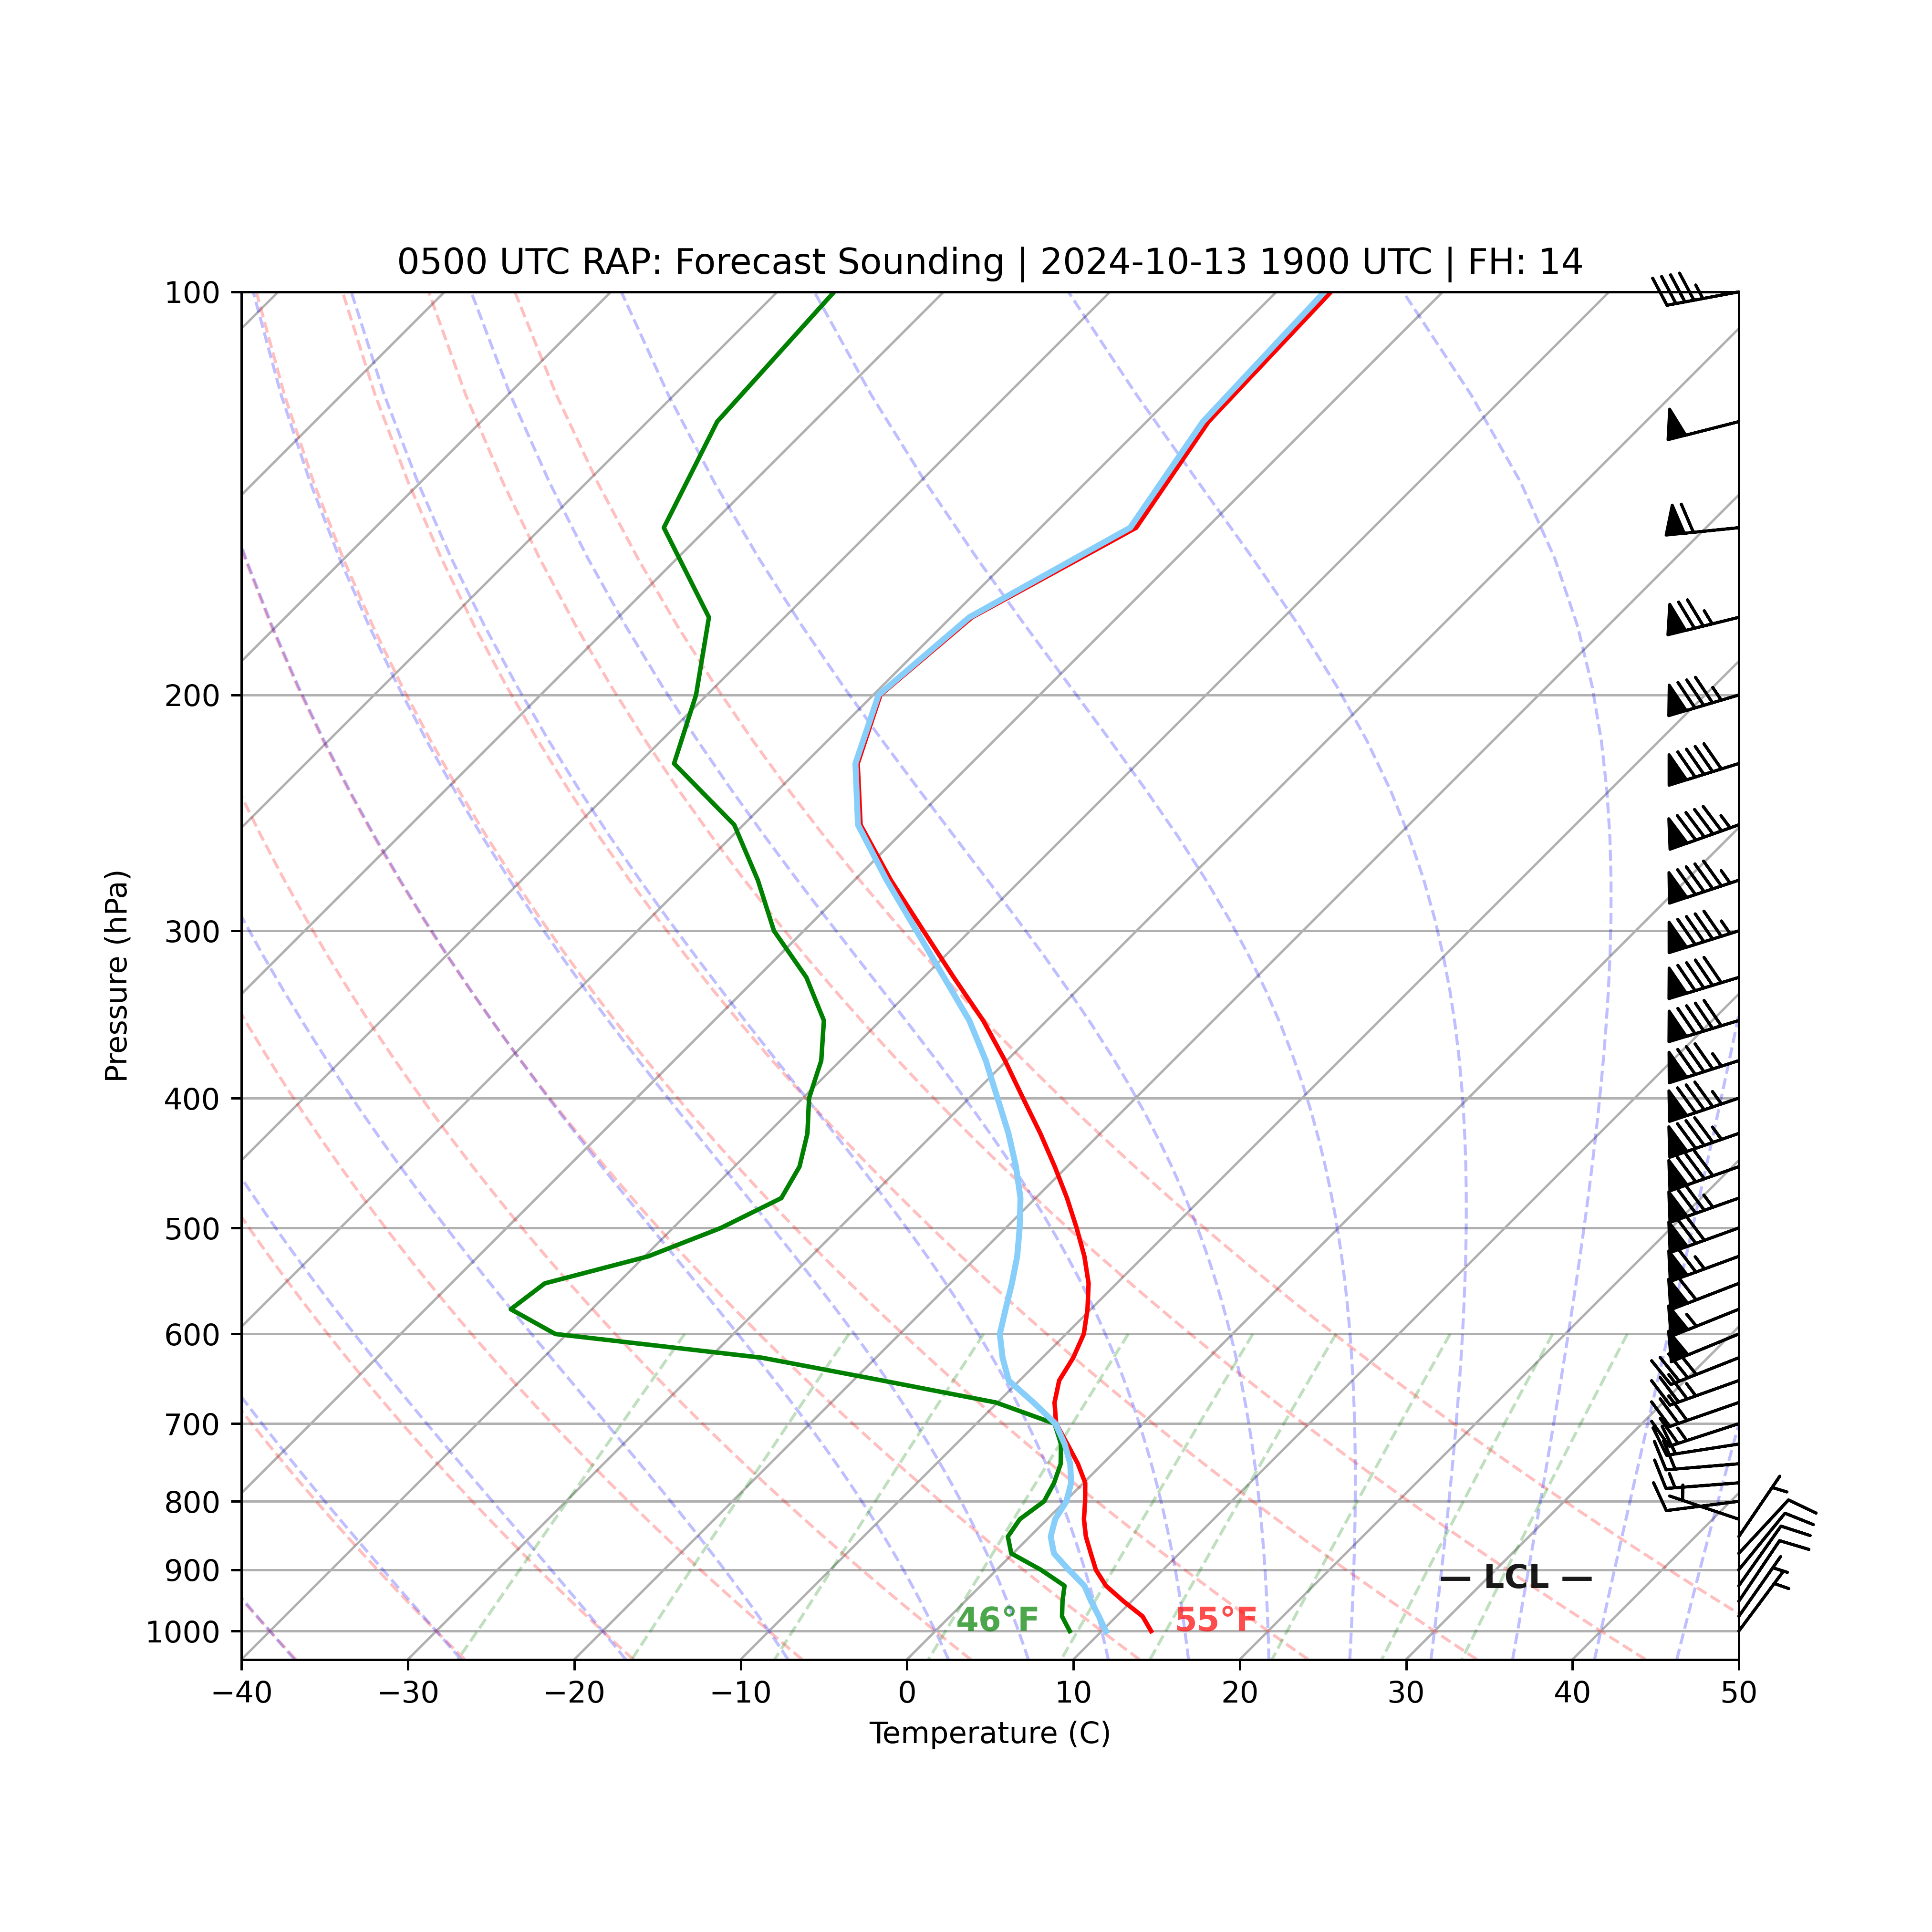 0500 UTC RAP: Forecast Sounding | 2024-10-13 1900 UTC | FH: 14
100
200
300
400
500
600
700
800
900
1000
Pressure (hPa)
— LCL —
46°F
55°F
−40 −30 −20 −10 0 10 20 30 40 50
Temperature (C)